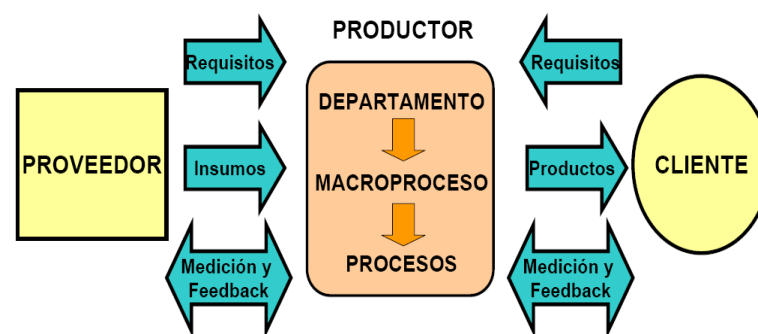 PRODUCTOR
Requisitos
Requisitos
DEPARTAMENTO
PROVEEDOR
Insumos
MACROPROCESO
Productos
CLIENTE
PROCESOS
Medición y
Feedback
Medición y
Feedback